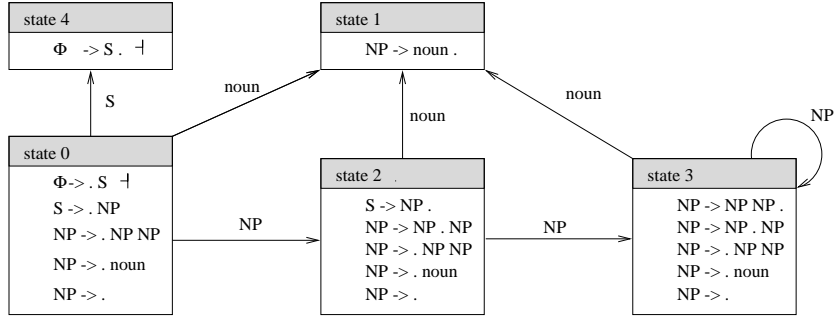 state 4
Φ -> S . ⊣
state 1
NP -> noun .
S
noun
noun
noun
NP
state 0
Φ-> . S ⊣
S -> . NP
NP -> . NP NP
NP -> . noun
NP -> .
NP
state 2 .
S -> NP .
NP -> NP . NP
NP -> . NP NP
NP -> . noun
NP -> .
NP
state 3
NP -> NP NP .
NP -> NP . NP
NP -> . NP NP
NP -> . noun
NP -> .